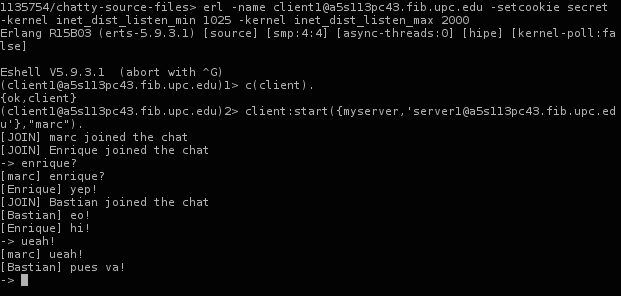 1135754/chatty-source-files> erl -name client1@a5s113pc43.fib.upc.edu -setcookie secret
-kernel inet_dist_listen_min 1025 -kernel inet_dist_listen_max 2000
Erlang R15B03 (erts-5.9.3.1) [source] [smp:4:4] [async-threads:0] [hipe] [kernel-poll:fa
lse]

Eshell V5.9.3.1  (abort with ^G)
(client1@a5s113pc43.fib.upc.edu)1> c(client).
{ok,client}
(client1@a5s113pc43.fib.upc.edu)2> client:start({myserver,'server1@a5s113pc43.fib.upc.ed
u'},"marc").
[JOIN] marc joined the chat
[JOIN] Enrique joined the chat
-> enrique?
[marc] enrique?
[Enrique] yep!
[JOIN] Bastian joined the chat
[Bastian] eo!
[Enrique] hi!
-> ueah!
[marc] ueah!
[Bastian] pues va!
->